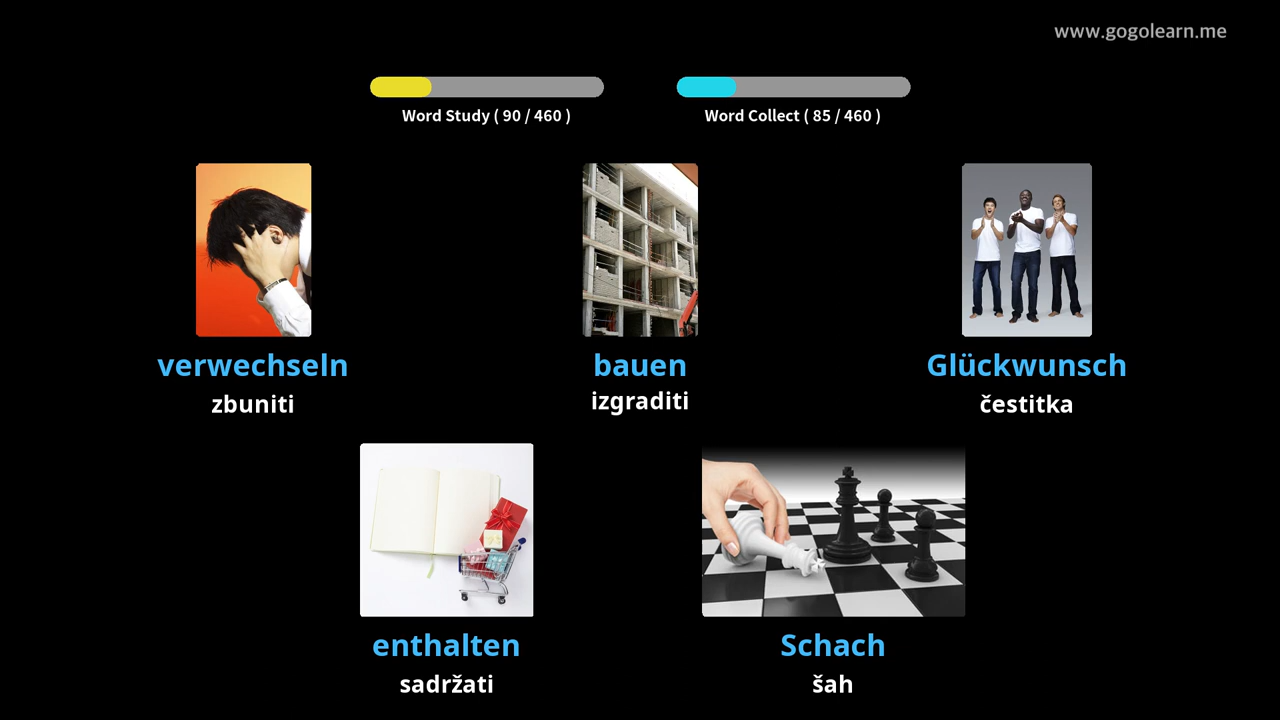 www.gogolearn.me
Word Study ( 90 / 460 )
Word Collect ( 85 / 460 )
verwechseln
zbuniti
bauen
izgraditi
Glückwunsch
čestitka
enthalten
sadržati
Schach
šah